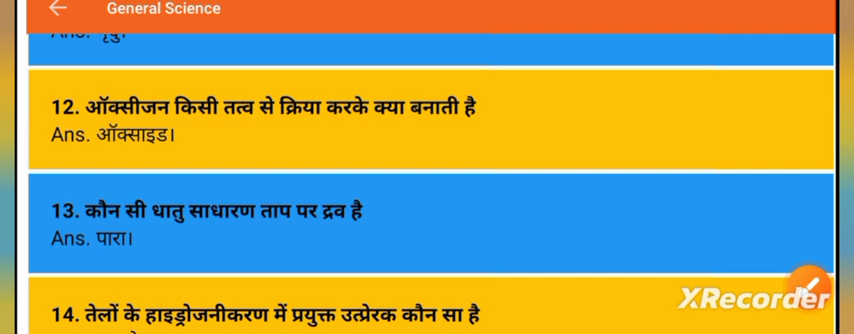 General Science
Ans.
12. ऑक्सीजन किसी तत्व से क्रिया करके क्या बनाती है
Ans. ऑक्साइड।
13. कौन सी धातु साधारण ताप पर द्रव है
Ans. पारा।
14. तेलों के हाइड्रोजनीकरण में प्रयुक्त उत्प्रेरक कौन सा है
XRecorder